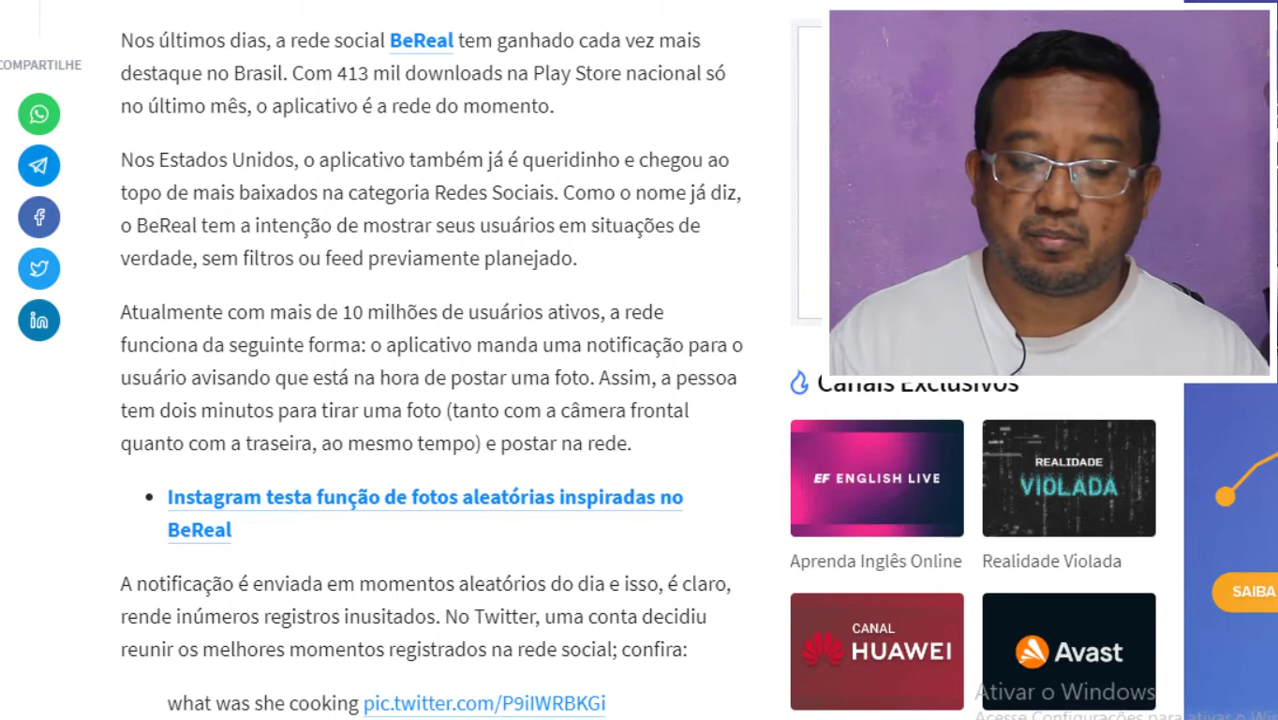 COMPARTILHE
Nos últimos dias, a rede social BeReal tem ganhado cada vez mais
destaque no Brasil. Com 413 mil downloads na Play Store nacional só
no último mês, o aplicativo é a rede do momento.
Nos Estados Unidos, o aplicativo também já é queridinho e chegou ao
topo de mais baixados na categoria Redes Sociais. Como o nome já diz,
o BeReal tem a intenção de mostrar seus usuários em situações de
verdade, sem filtros ou feed previamente planejado.
Atualmente com mais de 10 milhões de usuários ativos, a rede
funciona da seguinte forma: o aplicativo manda uma notificação para o
usuário avisando que está na hora de postar uma foto. Assim, a pessoa
tem dois minutos para tirar uma foto (tanto com a câmera frontal
quanto com a traseira, ao mesmo tempo) e postar na rede.
Instagram testa função de fotos aleatórias inspiradas no
BeReal
A notificação é enviada em momentos aleatórios do dia e isso, é claro,
rende inúmeros registros inusitados. No Twitter, uma conta decidiu
reunir os melhores momentos registrados na rede social; confira:
what was she cooking pic.twitter.com/P9iIWRBKGi
Canais Exclusivos
EF ENGLISH LIVE
Aprenda Inglês Online
REALIDADE
VIOLADA
Realidade Violada
CANAL
HUAWEI
Avast
SAIBA
Ativar o Windows
Acesse Configurações para ativar o Wi